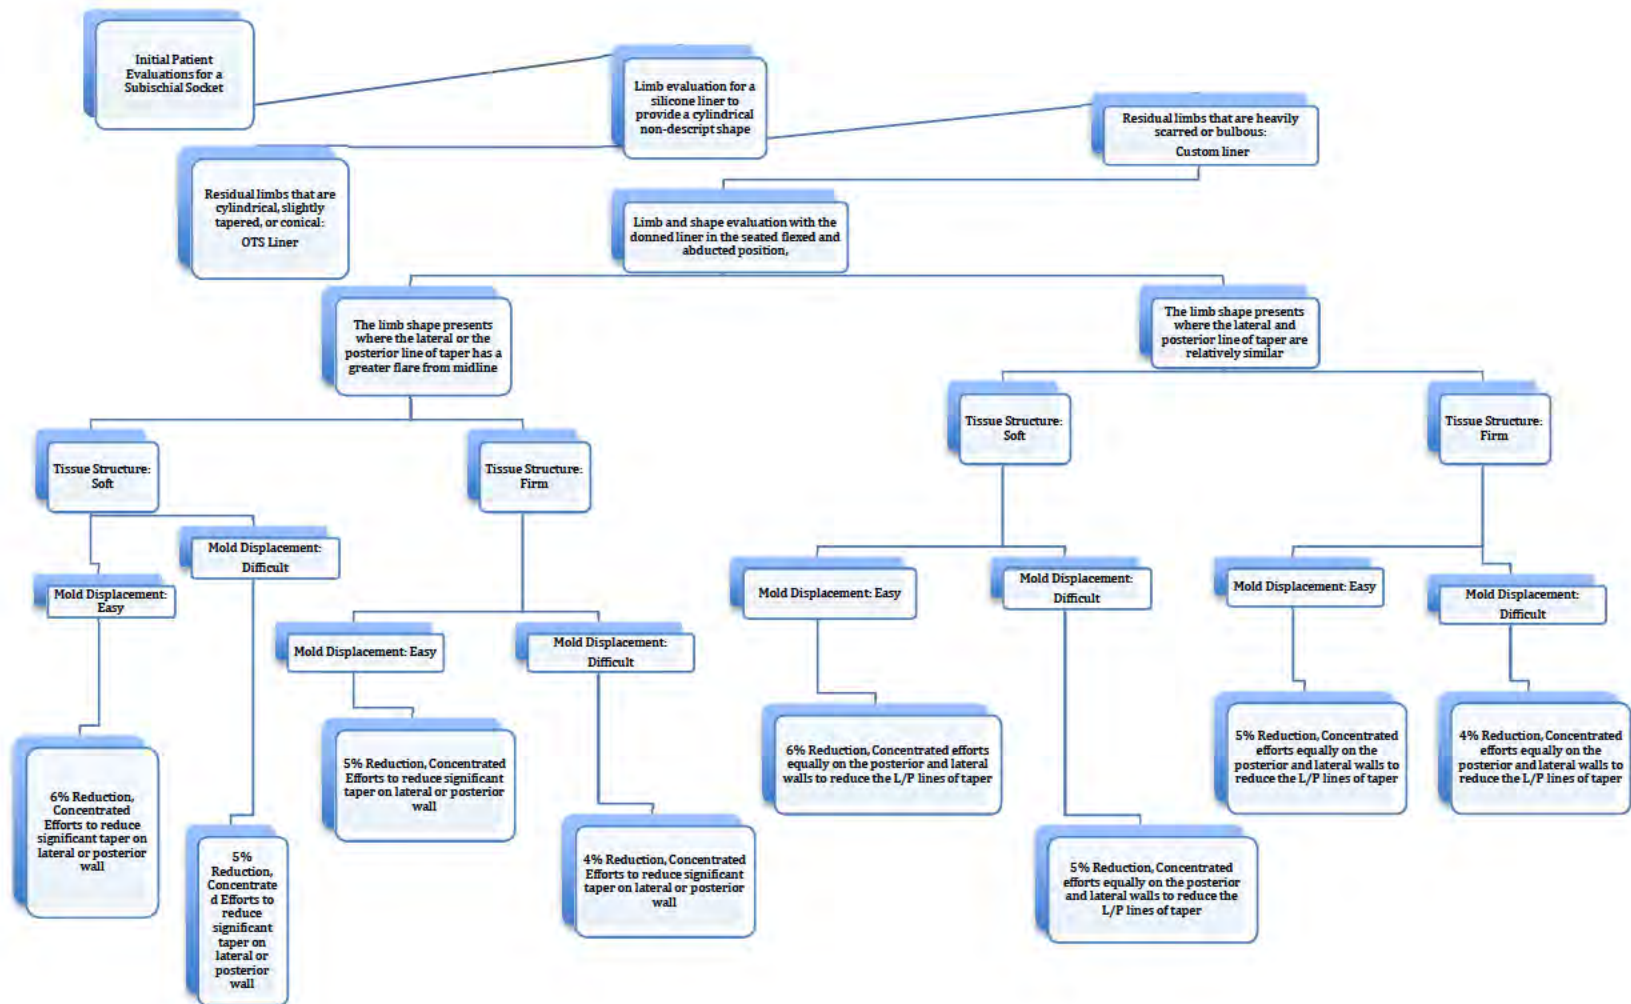 Initial Patient
Evaluations for a
Subischial Socket
Limb evaluation for a
silicone liner to
provide a cylindrical
non-descript shape
Residual limbs that are heavily
scarred or bulbous:
Custom liner
Residual limbs that are
cylindrical, slightly
tapered, or conical:
OTS Liner
Limb and shape evaluation with the
donned liner in the seated flexed and
abducted position,
The limb shape presents
where the lateral or the
posterior line of taper has a
greater flare from midline
The limb shape presents
where the lateral and
posterior line of taper are
relatively similar
Tissue Structure:
Soft
Tissue Structure:
Firm
Tissue Structure:
Soft
Tissue Structure:
Firm
Mold Displacement:
Easy
Mold Displacement:
Difficult
Mold Displacement: Easy
Mold Displacement:
Difficult
Mold Displacement: Easy
Mold Displacement:
Difficult
Mold Displacement: Easy
Mold Displacement:
Difficult
6% Reduction,
Concentrated
Efforts to reduce
significant taper on
lateral or posterior
wall
5%
Reduction,
Concentrate
d Efforts to
reduce
significant
taper on
lateral or
posterior
wall
5% Reduction, Concentrated
Efforts to reduce significant
taper on lateral or posterior
wall
4% Reduction, Concentrated
Efforts to reduce significant
taper on lateral or posterior
wall
6% Reduction, Concentrated efforts
equally on the posterior and lateral
walls to reduce the L/P lines of taper
5% Reduction, Concentrated
efforts equally on the posterior
and lateral walls to reduce the
L/P lines of taper
5% Reduction, Concentrated
efforts equally on the
posterior and lateral walls to
reduce the L/P lines of taper
4% Reduction, Concentrated
efforts equally on the
posterior and lateral walls to
reduce the L/P lines of taper